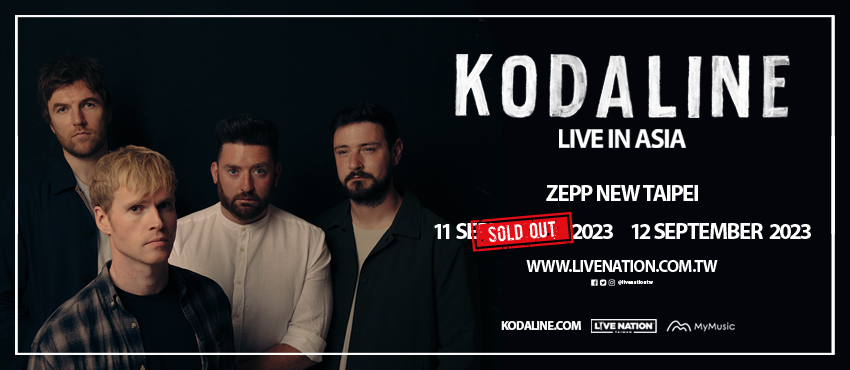 KODALINE
LIVE IN ASIA
ZEPP NEW TAIPEI
11 SE SOLD OUT 2023 12 SEPTEMBER 2023
WWW.LIVENATION.COM.TW
@livenationtw
KODALINE.COM LIVE NATION TAIWAN MyMusic